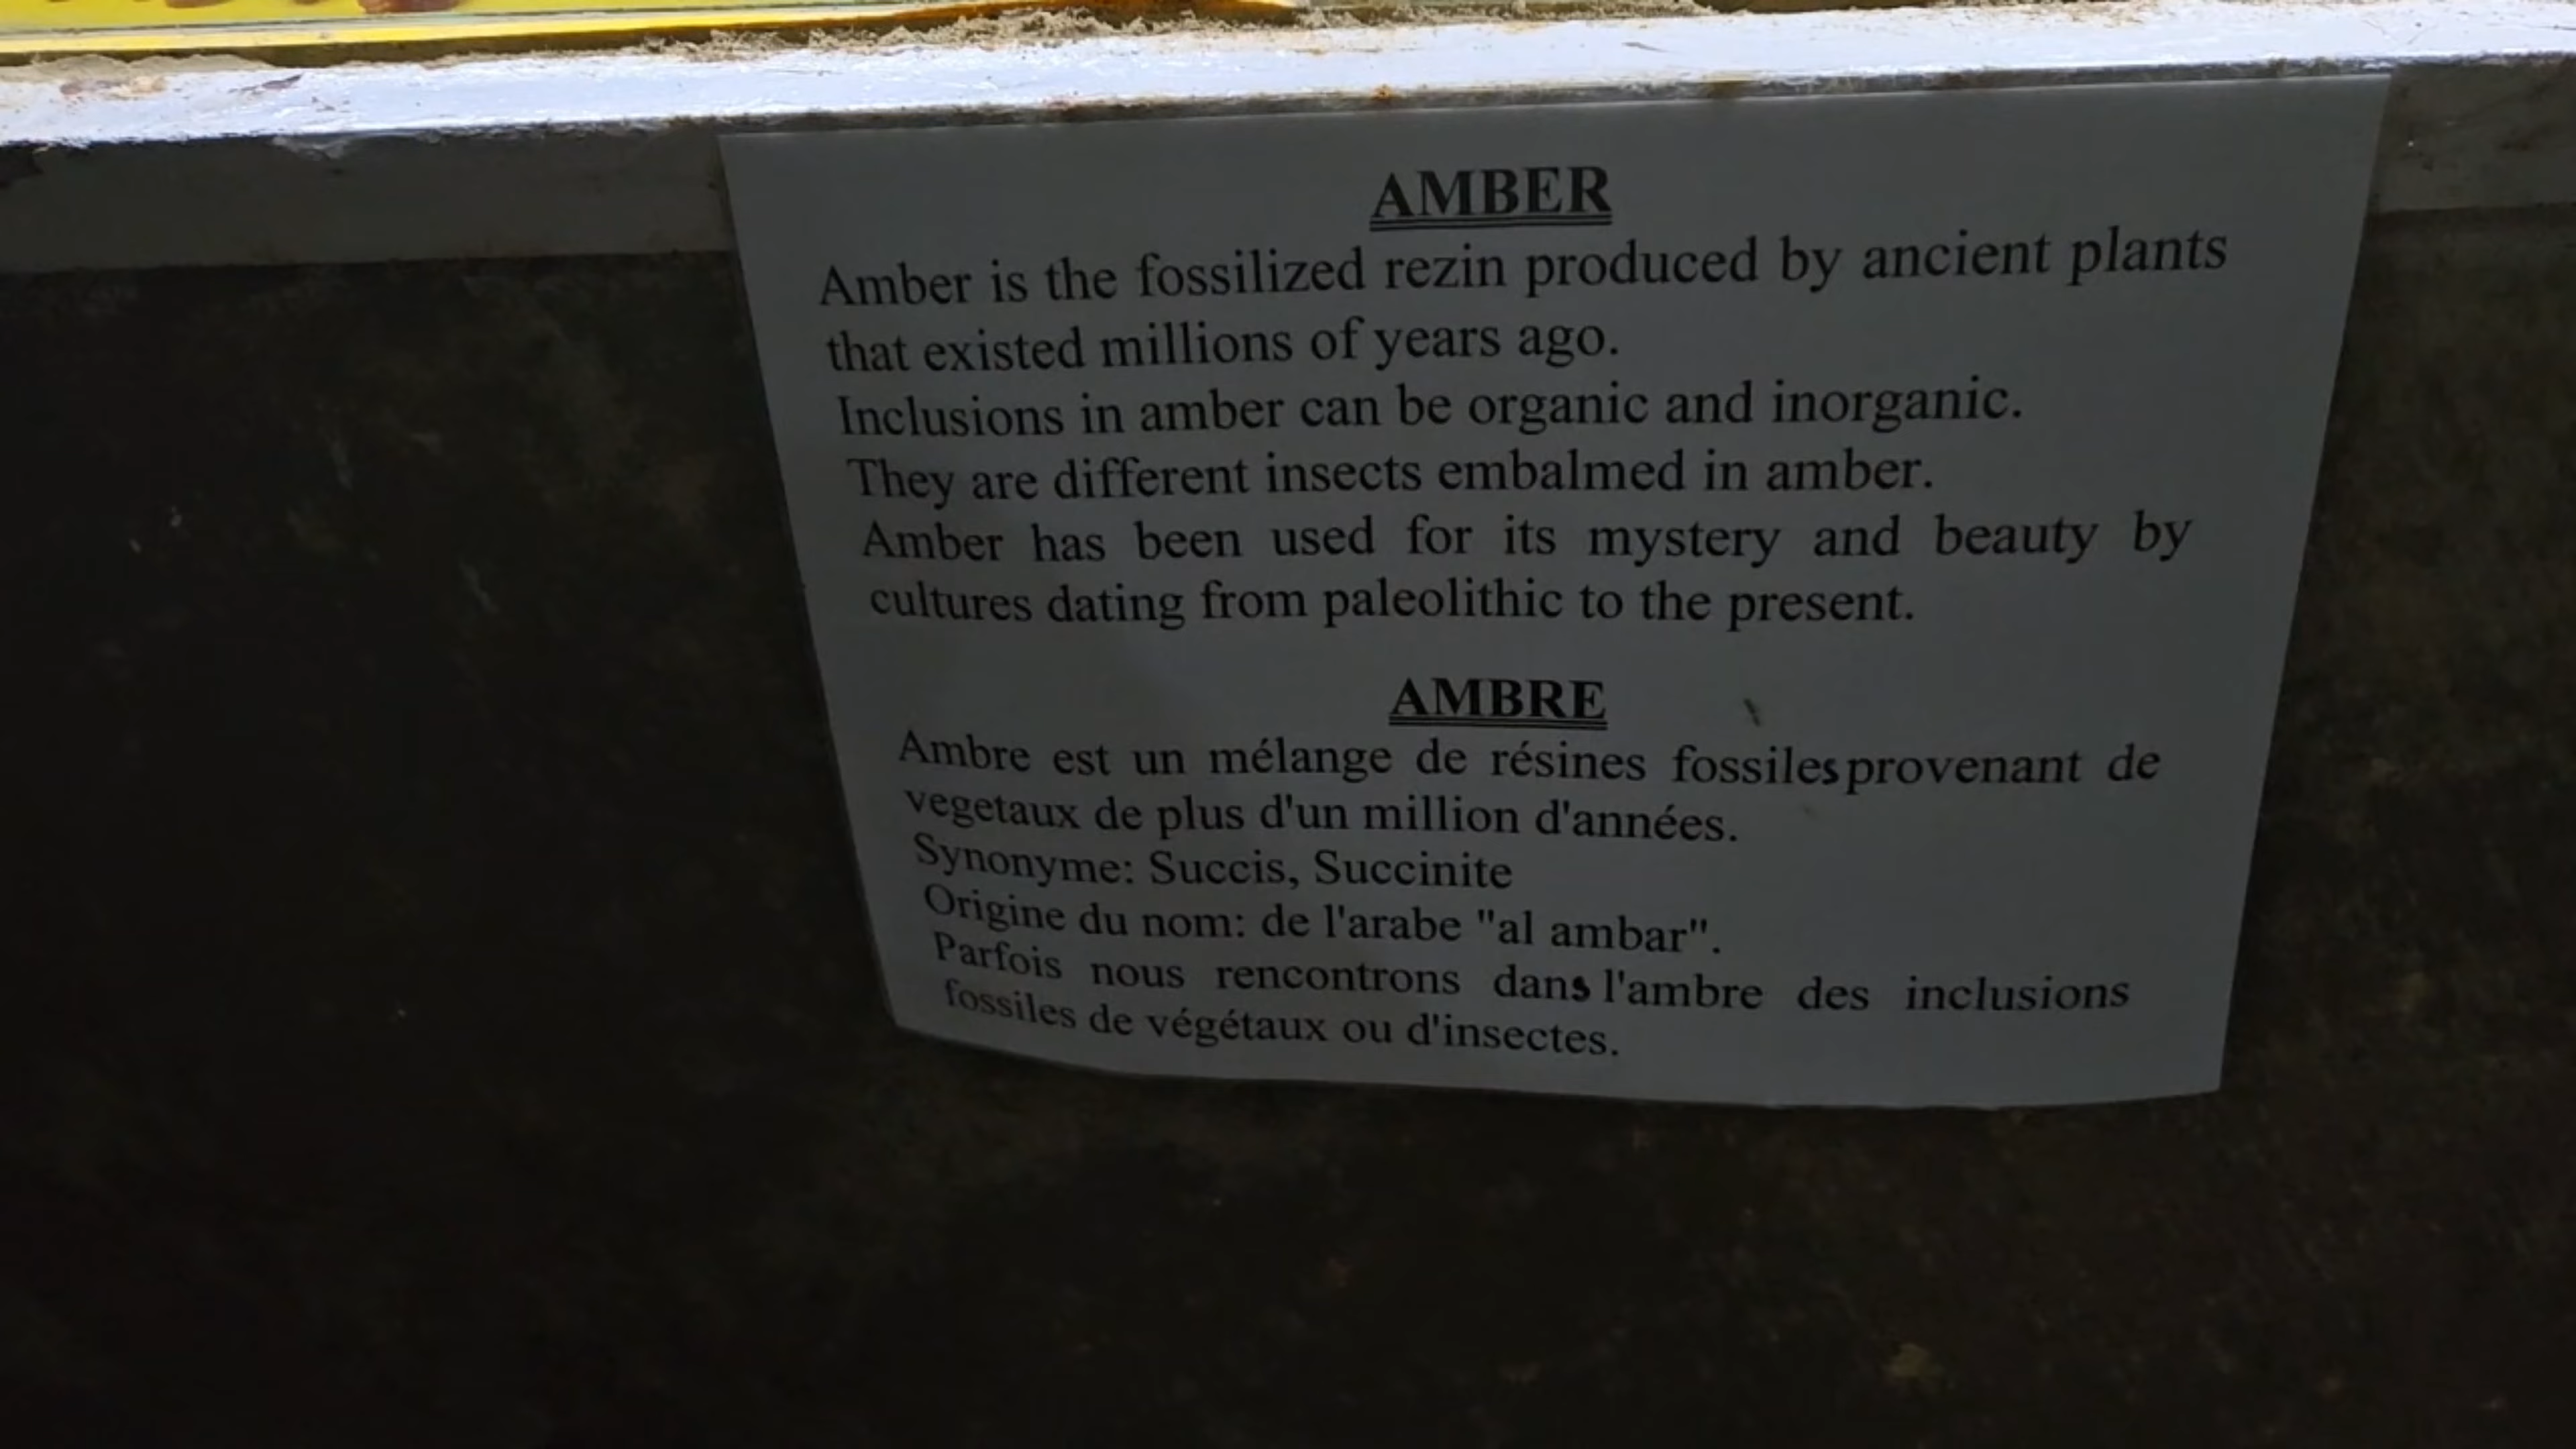 AMBER
Amber is the fossilized rezin produced by ancient plants
that existed millions of years ago.
Inclusions in amber can be organic and inorganic.
They are different insects embalmed in amber.
Amber has been used for its mystery and beauty by
cultures dating from paleolithic to the present.
AMBRE
Ambre est un mélange de résines fossiles provenant de
vegetaux de plus d'un million d'années.
Synonyme: Succis, Succinite
Origine du nom: de l'arabe "al ambar".
Parfois nous rencontrons dans l'ambre des inclusions
fossiles de végétaux ou d'insectes.